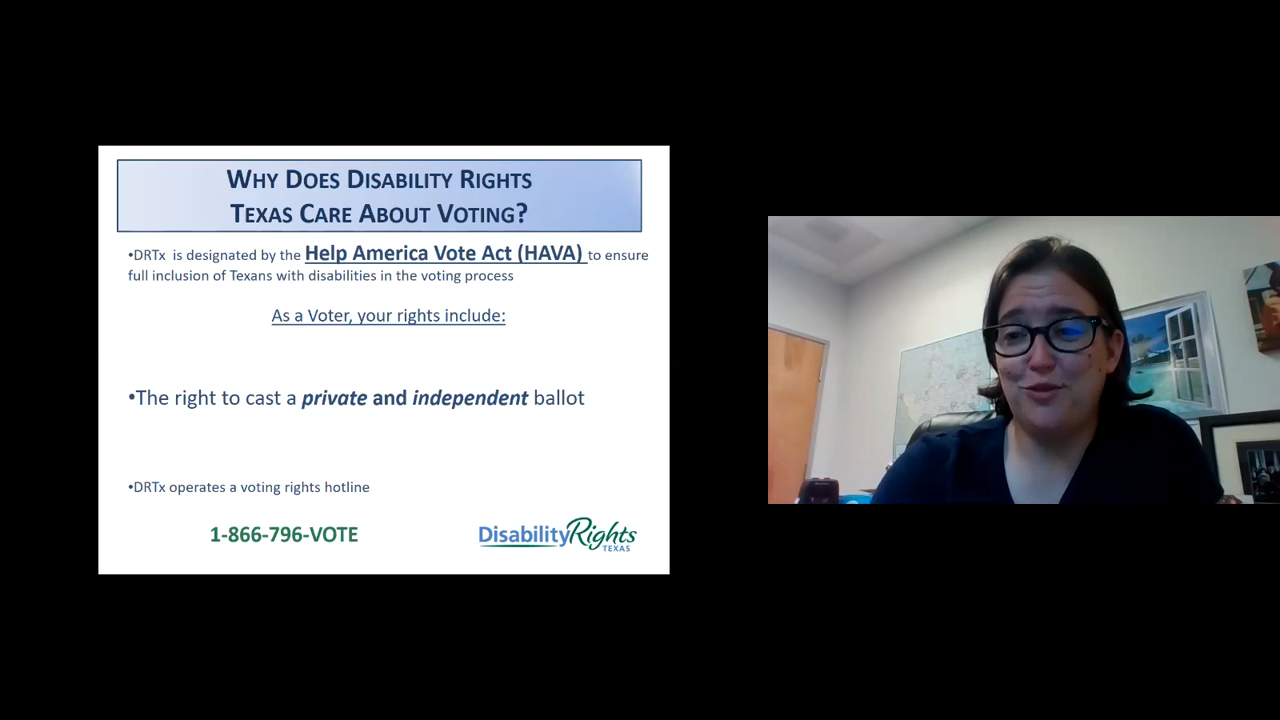 WHY DOES DISABILITY RIGHTS
TEXAS CARE ABOUT VOTING?
•DRTx is designated by the Help America Vote Act (HAVA) to ensure
full inclusion of Texans with disabilities in the voting process
As a Voter, your rights include:
•The right to cast a private and independent ballot
•DRTx operates a voting rights hotline
1-866-796-VOTE
DisabilityRights
TEXAS